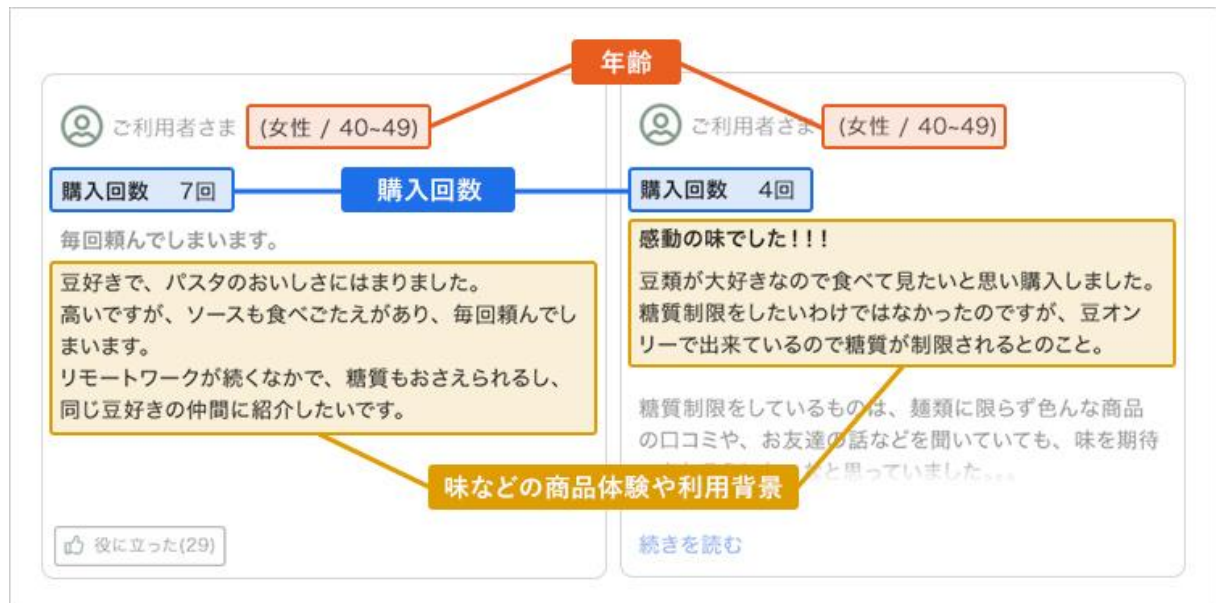 年齢
ご利用者さま (女性 / 40~49)
購入回数 7回
毎回頼んでしまいます。
豆好きで、パスタのおいしさにはまりました。
高いですが、ソースも食べごたえがあり、毎回頼んでし
まいます。
リモートワークが続くなかで、糖質もおさえられるし、
同じ豆好きの仲間に紹介したいです。
役に立った(29)
購入回数
ご利用者さま (女性 / 40~49)
購入回数 4回
感動の味でした!!!
豆類が大好きなので食べて見たいと思い購入しました。
糖質制限をしたいわけではなかったのですが、豆オン
リーで出来ているので糖質が制限されるとのこと。
糖質制限をしているものは、麺類に限らず色んな商品
の口コミや、お友達の話などを聞いていても、味を期待
と思っていました、、、
続きを読む
味などの商品体験や利用背景